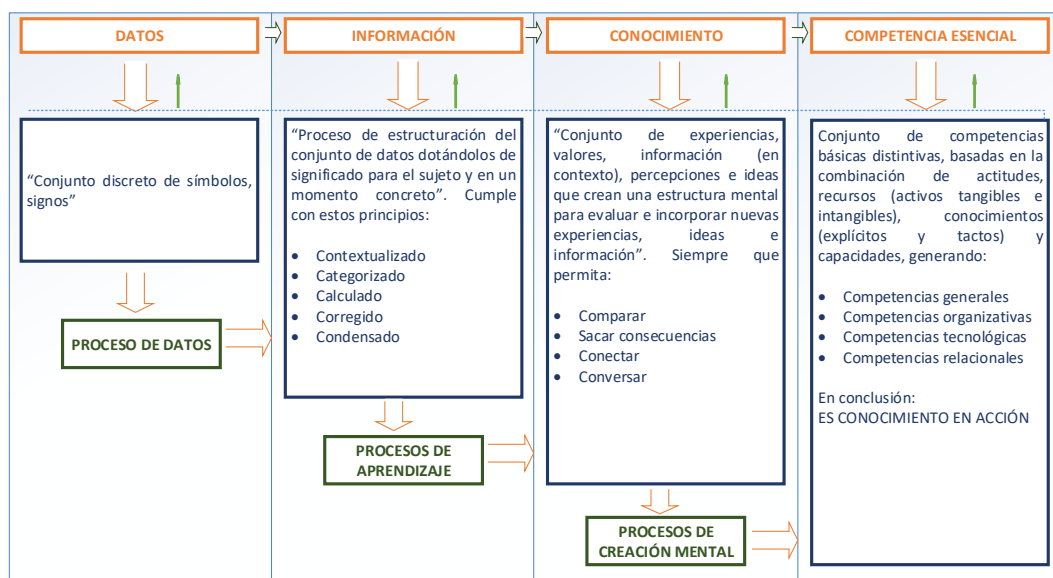 DATOS
INFORMACIÓN
CONOCIMIENTO
COMPETENCIA ESENCIAL
“Conjunto discreto de símbolos,
signos”
PROCESO DE DATOS
“Proceso de estructuración del
conjunto de datos dotándolos de
significado para el sujeto y en un
momento concreto”. Cumple
con estos principios:
• Contextualizado
• Categorizado
• Calculado
• Corregido
• Condensado
PROCESOS DE
APRENDIZAJE
“Conjunto de experiencias,
valores, información (en
contexto), percepciones e ideas
que crean una estructura mental
para evaluar e incorporar nuevas
experiencias, ideas e
información”. Siempre que
permita:
• Comparar
• Sacar consecuencias
• Conectar
• Conversar
PROCESOS DE
CREACIÓN MENTAL
Conjunto de competencias
básicas distintivas, basadas en la
combinación de actitudes,
recursos (activos tangibles e
intangibles), conocimientos
(explícitos y tactos) y
capacidades, generando:
• Competencias generales
• Competencias organizativas
• Competencias tecnológicas
• Competencias relacionales
En conclusión:
ES CONOCIMIENTO EN ACCIÓN